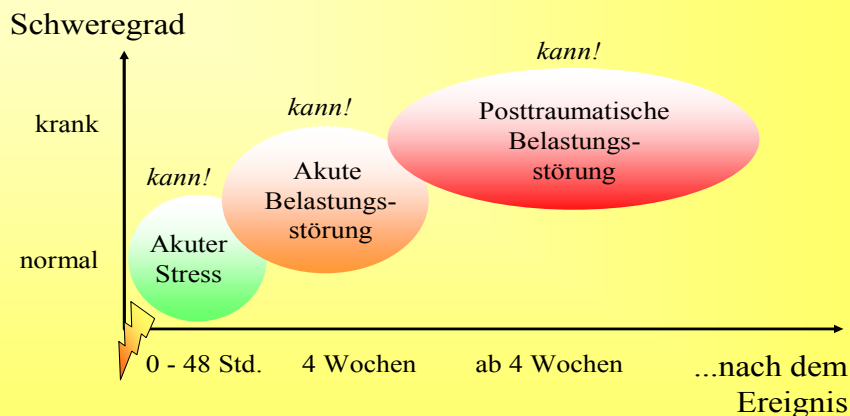 Schweregrad
kann!
krank
Posttraumatische
Belastungs-
störung
kann!
Akute
Belastungs-
störung
kann!
normal
Akuter
Stress
0 - 48 Std.
4 Wochen
ab 4 Wochen
...nach dem
Ereignis